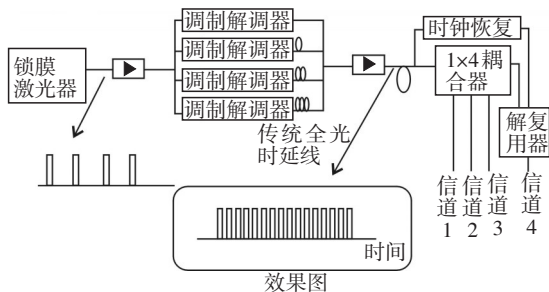 锁膜
激光器
调制解调器
调制解调器
调制解调器
调制解调器
传统全光
时延线
时钟恢复
1×4耦
合器
解复
用器
信道1
信道2
信道3
信道4
时间
效果图